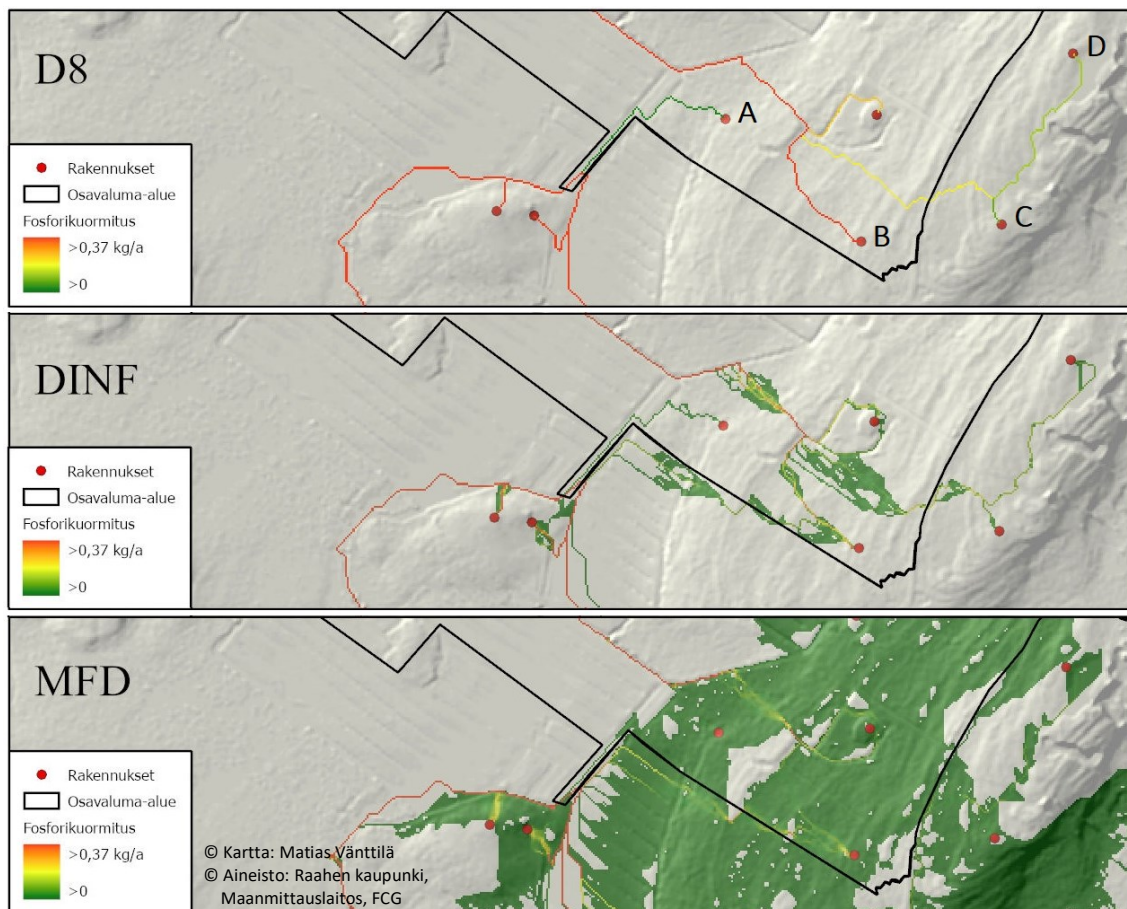 D8
A
B
C
D
Rakennukset
Osavaluma-alue
Fosforikuormitus
>0,37 kg/a
>0
DINF
Rakennukset
Osavaluma-alue
Fosforikuormitus
>0,37 kg/a
>0
MFD
Rakennukset
Osavaluma-alue
Fosforikuormitus
>0,37 kg/a
>0
© Kartta: Matias Vänttilä
© Aineisto: Raahen kaupunki,
Maanmittauslaitos, FCG